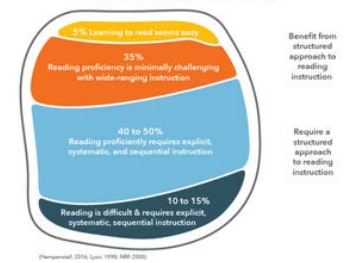 5% Learning to read seems easy
35%
Reading proficiency is minimally challenging
with wide-ranging instruction
40 to 50%
Reading proficiently requires explicit,
systematic, and sequential instruction
10 to 15%
Reading is difficult & requires explicit,
systematic, sequential instruction
Benefit from
structured
approach to
reading
instruction
Require a
structured
approach
to reading
instruction
(Hempenstall, 2016; Lyon, 1998; NRP, 2000)